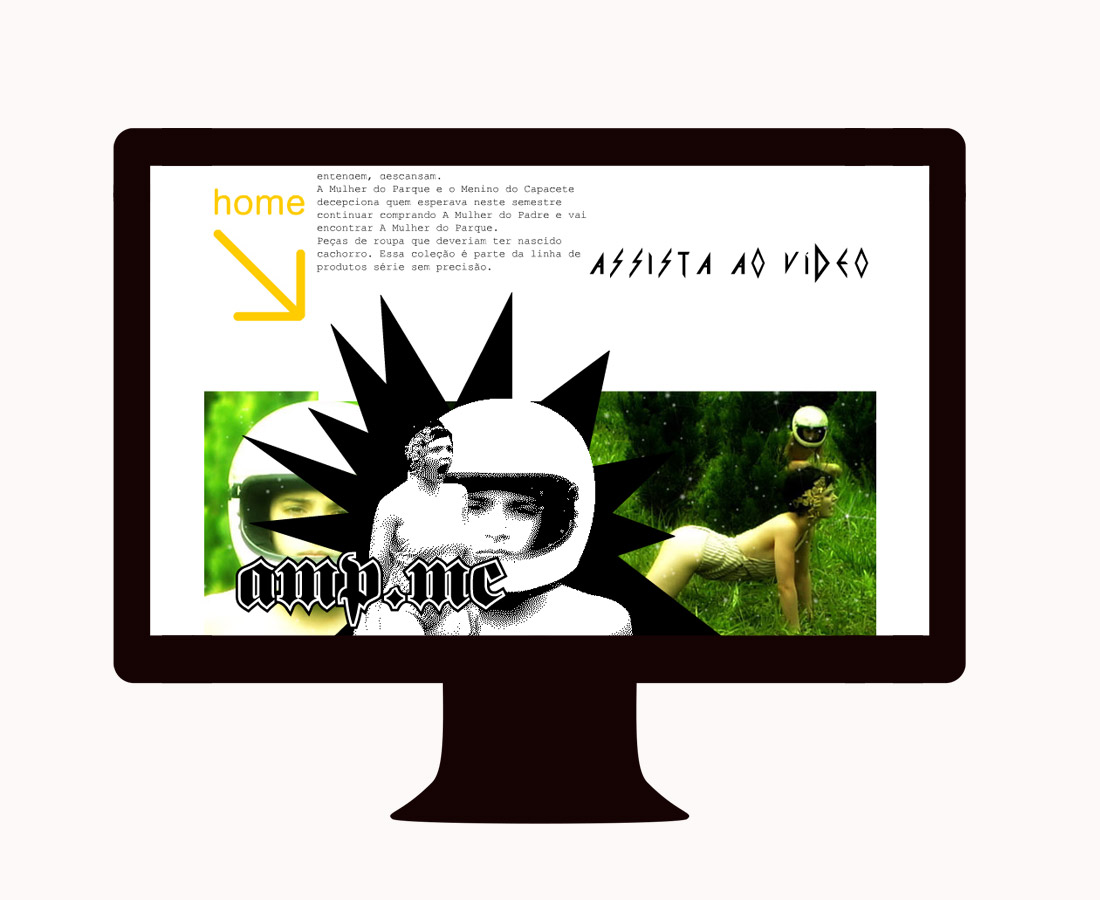 home
entendem, descansam.
A Mulher do Parque e o Menino do Capacete
decepciona quem esperava neste semestre
continuar comprando A Mulher do Padre e vai
encontrar A Mulher do Parque.
Peças de roupa que deveriam ter nascido
cachorro. Essa coleção é parte da linha de
produtos série sem precisão.
ASSISTA AO VÍDEO
amp.mc